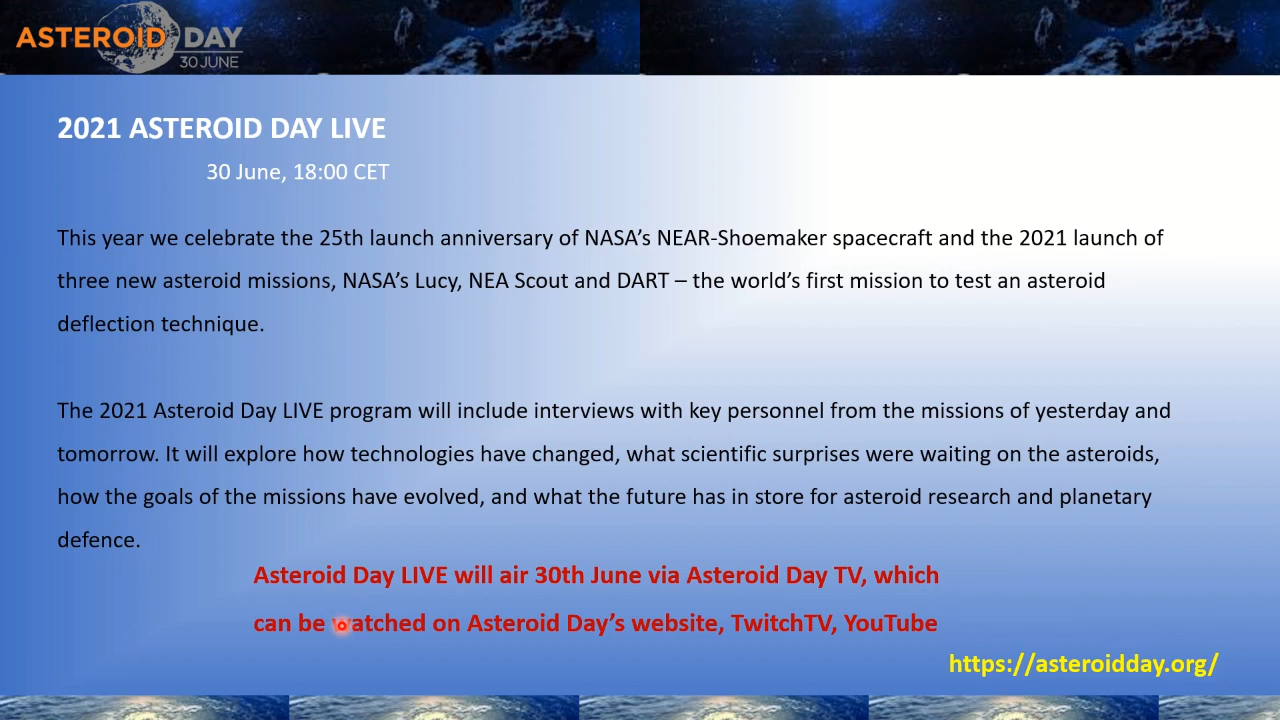 ASTEROID DAY
30 JUNE
2021 ASTEROID DAY LIVE
30 June, 18:00 CET
This year we celebrate the 25th launch anniversary of NASA’s NEAR-Shoemaker spacecraft and the 2021 launch of
three new asteroid missions, NASA’s Lucy, NEA Scout and DART – the world’s first mission to test an asteroid
deflection technique.
The 2021 Asteroid Day LIVE program will include interviews with key personnel from the missions of yesterday and
tomorrow. It will explore how technologies have changed, what scientific surprises were waiting on the asteroids,
how the goals of the missions have evolved, and what the future has in store for asteroid research and planetary
defence.
Asteroid Day LIVE will air 30th June via Asteroid Day TV, which
can be watched on Asteroid Day’s website, TwitchTV, YouTube
https://asteroidday.org/